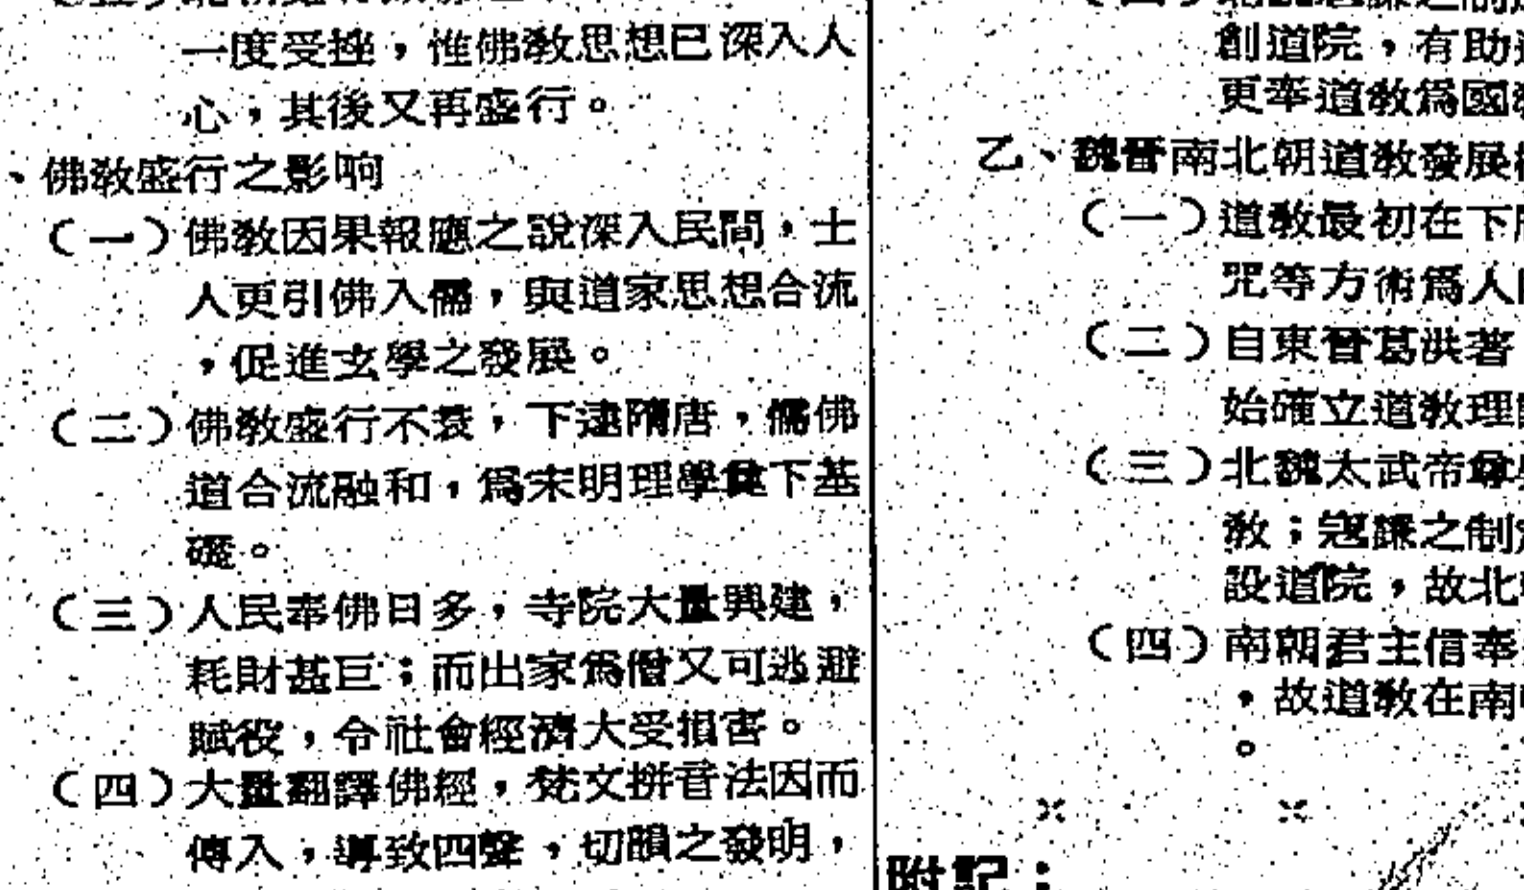 一度受挫，惟佛教思想已深入人
心，其後又再盛行。
、佛教盛行之影响
（一）佛教因果報應之說深入民間，士
人更引佛入儒，與道家思想合流
，促進玄學之發展。
（二）佛教盛行不衰，下逮隋唐，儒佛
道合流融和，爲宋明理學奠下基
礎。
（三）人民奉佛日多，寺院大量興建，
耗財甚巨；而出家爲僧又可逃避
賦役，令社會經濟大受損害。
（四）大量翻譯佛經，梵文拼音法因而
傳入，導致四聲，切韻之發明，
創道院，有助
更奉道教爲國
乙、魏晉南北朝道教發展
（一）道教最初在下
咒等方術爲人
（二）自東晉葛洪著
始確立道教理
（三）北魏太武帝尊
教；寇謙之制
設道院，故北
（四）南朝君主信奉
，故道教在南
。
附記：